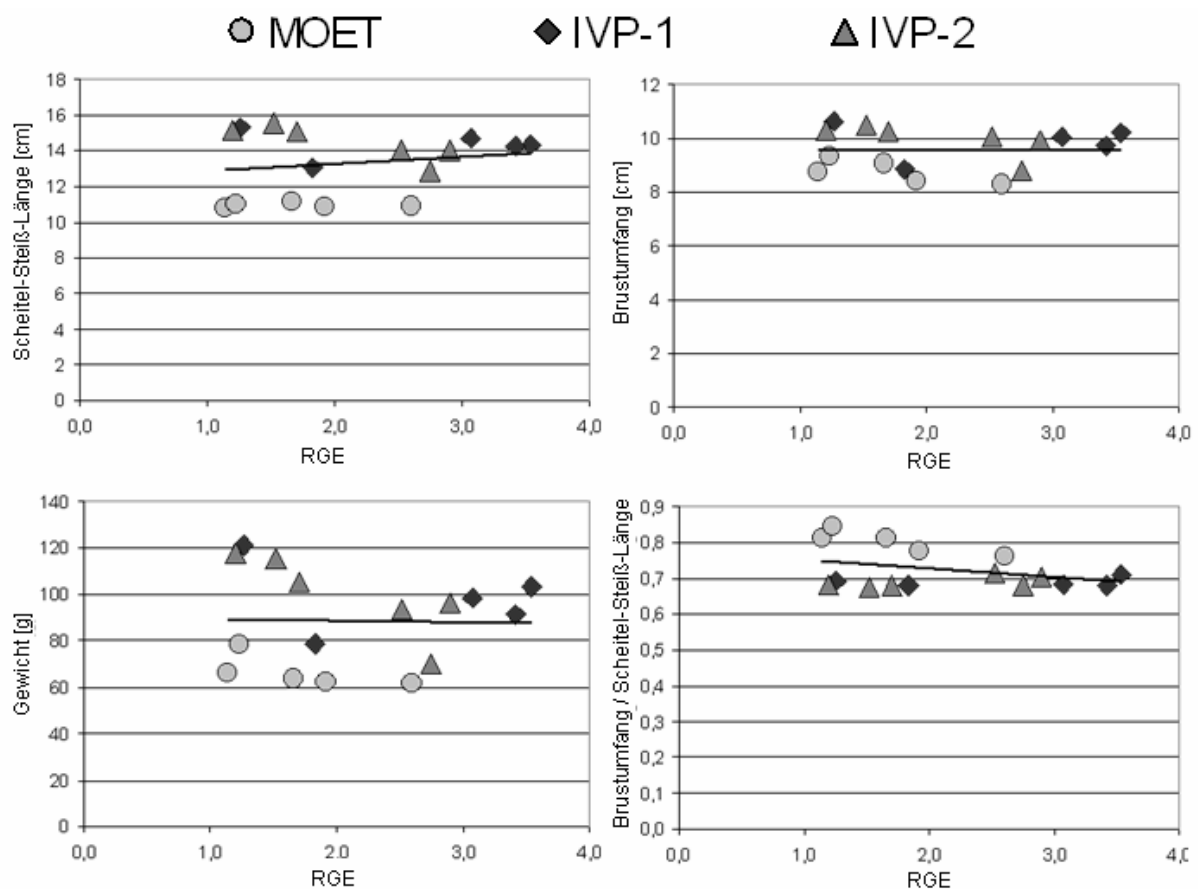 MOET IVP-1 IVP-2
Scheitel-Steiß-Länge [cm]
18
16
14
12
10
8
6
4
2
0
0,0 1,0 2,0 3,0 4,0
RGE
Brustumfang [cm]
12
10
8
6
4
2
0
0,0 1,0 2,0 3,0 4,0
RGE
Gewicht [g]
140
120
100
80
60
40
20
0
0,0 1,0 2,0 3,0 4,0
RGE
Brustumfang / Scheitel-Steiß-Länge
0,9
0,8
0,7
0,6
0,5
0,4
0,3
0,2
0,1
0,0
0,0 1,0 2,0 3,0 4,0
RGE